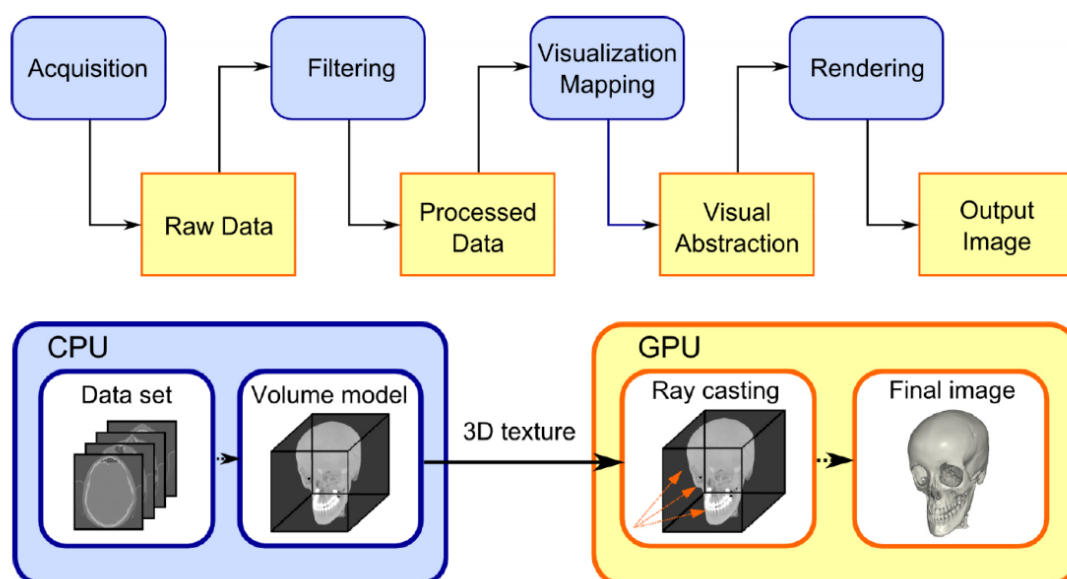 Acquisition
Filtering
Visualization
Mapping
Rendering
Raw Data
Processed
Data
Visual
Abstraction
Output
Image
CPU
Data set
Volume model
3D texture
GPU
Ray casting
Final image